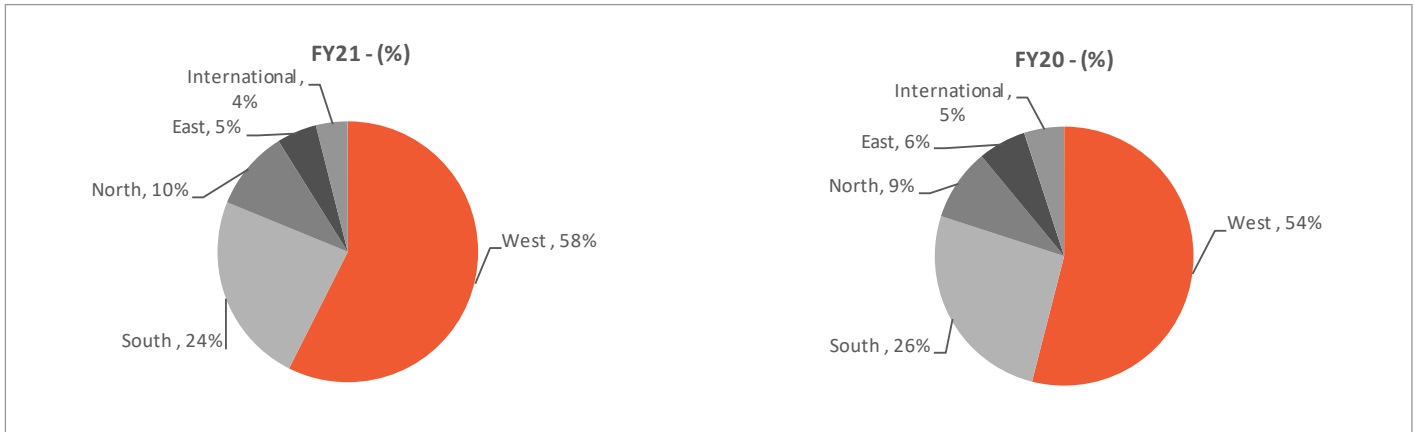 FY21 - (%)
International ,
4%
East, 5%
North, 10%
West , 58%
South , 24%
FY20 - (%)
International ,
5%
East, 6%
North, 9%
West , 54%
South , 26%